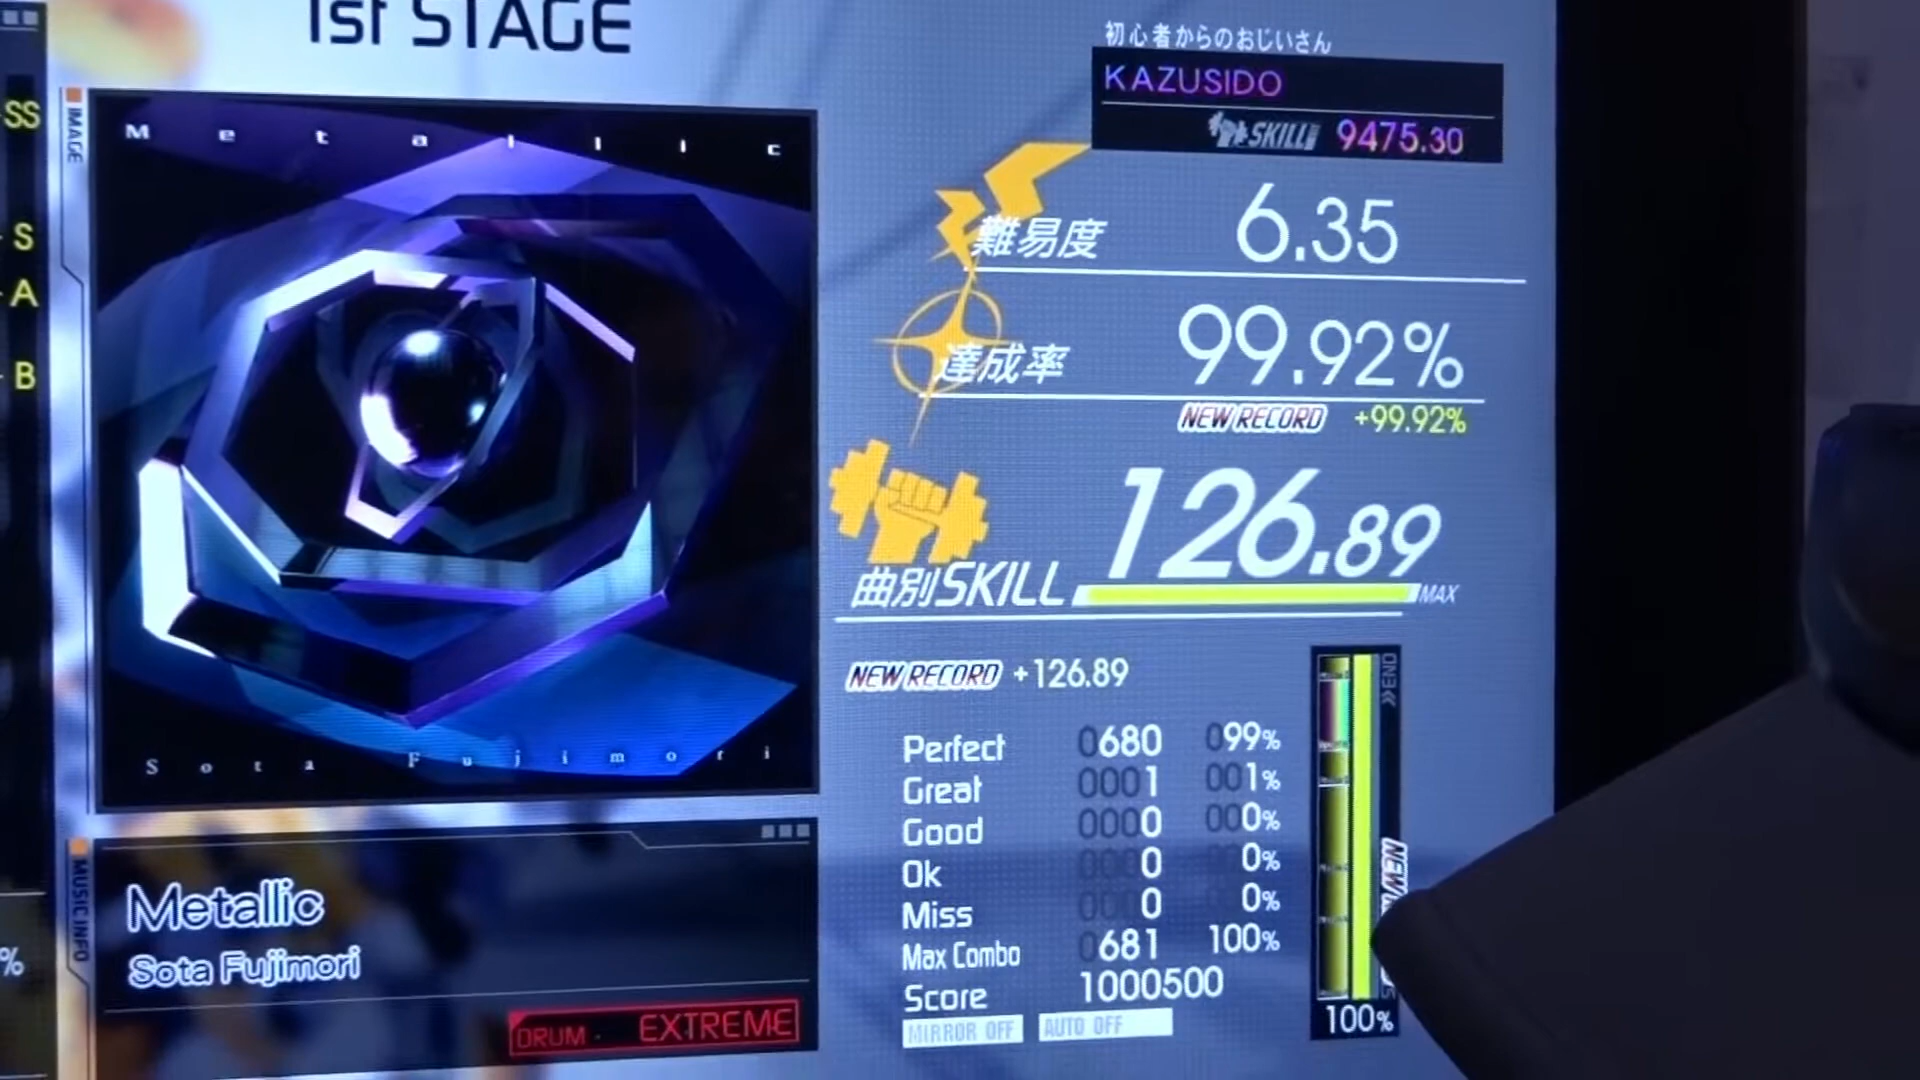 1st STAGE
初心者からのおじいさん
KAZUSIDO
SKILL 9475.30
SS
S
A
B
%
IMAGE
Metallic
Sota Fujimori
MUSIC INFO
Metallic
Sota Fujimori
DRUM EXTREME
難易度 6.35
達成率 99.92%
NEW RECORD +99.92%
曲別SKILL 126.89
MAX
NEW RECORD +126.89
Perfect 0680 099%
Great 0001 001%
Good 0000 000%
Ok 0000 0%
Miss 0000 0%
Max Combo 0681 100%
Score 1000500
MIRROR OFF AUTO OFF
END
NEW
100%